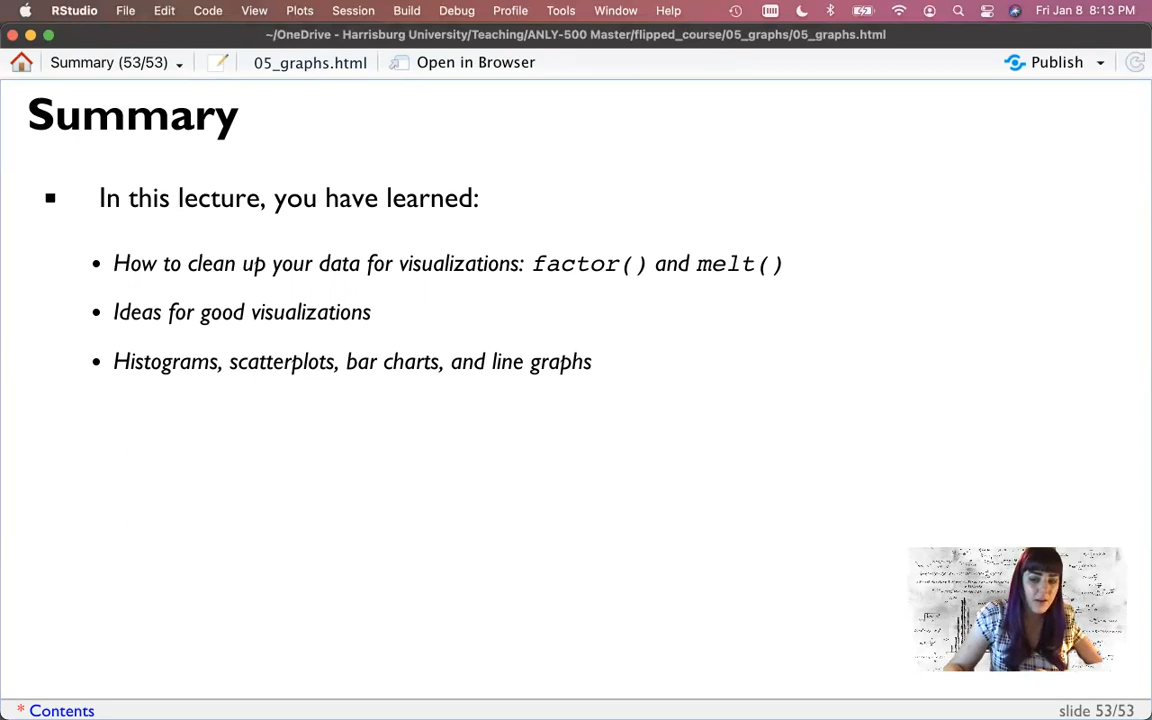 RStudio File Edit Code View Plots Session Build Debug Profile Tools Window Help Fri Jan 8 8:13 PM
~/OneDrive - Harrisburg University/Teaching/ANLY-500 Master/flipped_course/05_graphs/05_graphs.html
Summary (53/53) 05_graphs.html Open in Browser Publish
Summary
▪ In this lecture, you have learned:
• How to clean up your data for visualizations: factor() and melt()
• Ideas for good visualizations
• Histograms, scatterplots, bar charts, and line graphs
* Contents slide 53/53